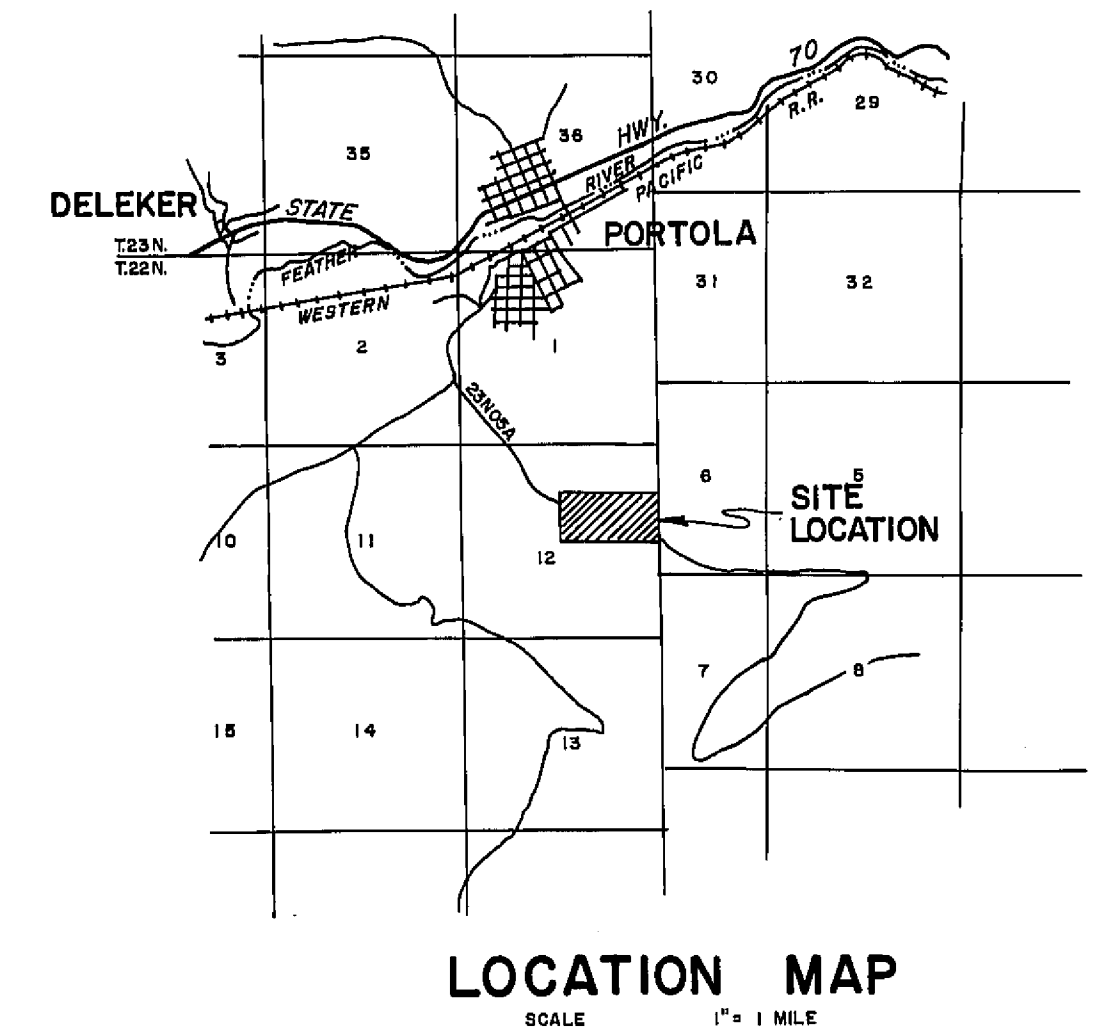 70
30
29
R.R.
36
HWY.
35
RIVER
PACIFIC
DELEKER
STATE
PORTOLA
T.23N.
T.22N.
FEATHER
31
32
WESTERN
3
2
1
23N05A
6
5
SITE
LOCATION
10
11
12
7
8
15
14
13
LOCATION MAP
SCALE 1"= 1 MILE